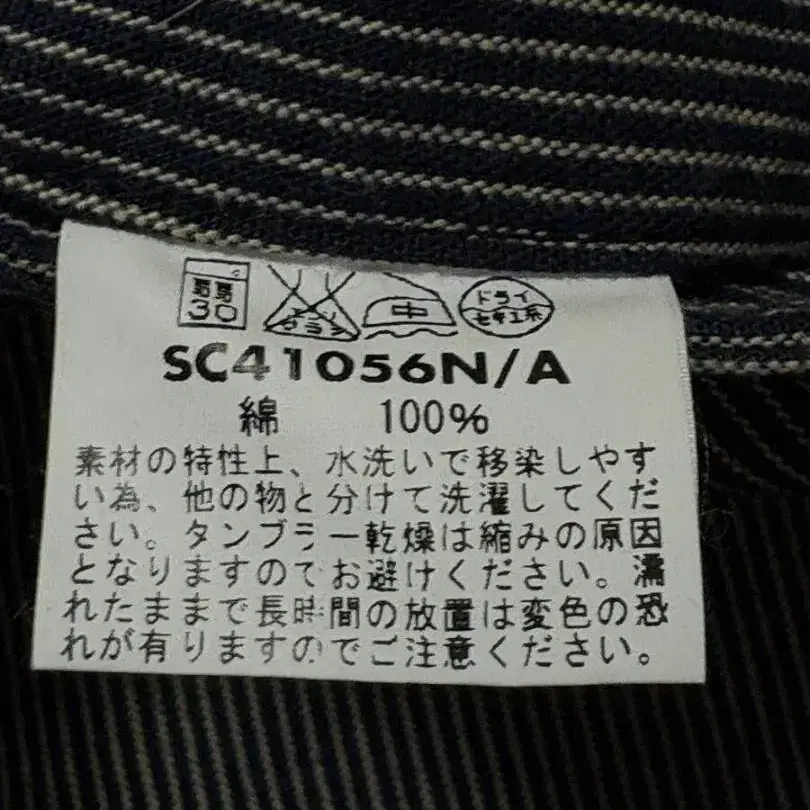 弱 30 エンソサラシ 中 ドライ セキユ系
SC41056N/A
綿 100%
素材の特性上、水洗いで移染しやす
い為、他の物と分けて洗濯してくだ
さい。タンブラー乾燥は縮みの原因
となりますのでお避けください。濡
れたままで長時間の放置は変色の恐
れが有りますのでご注意ください。